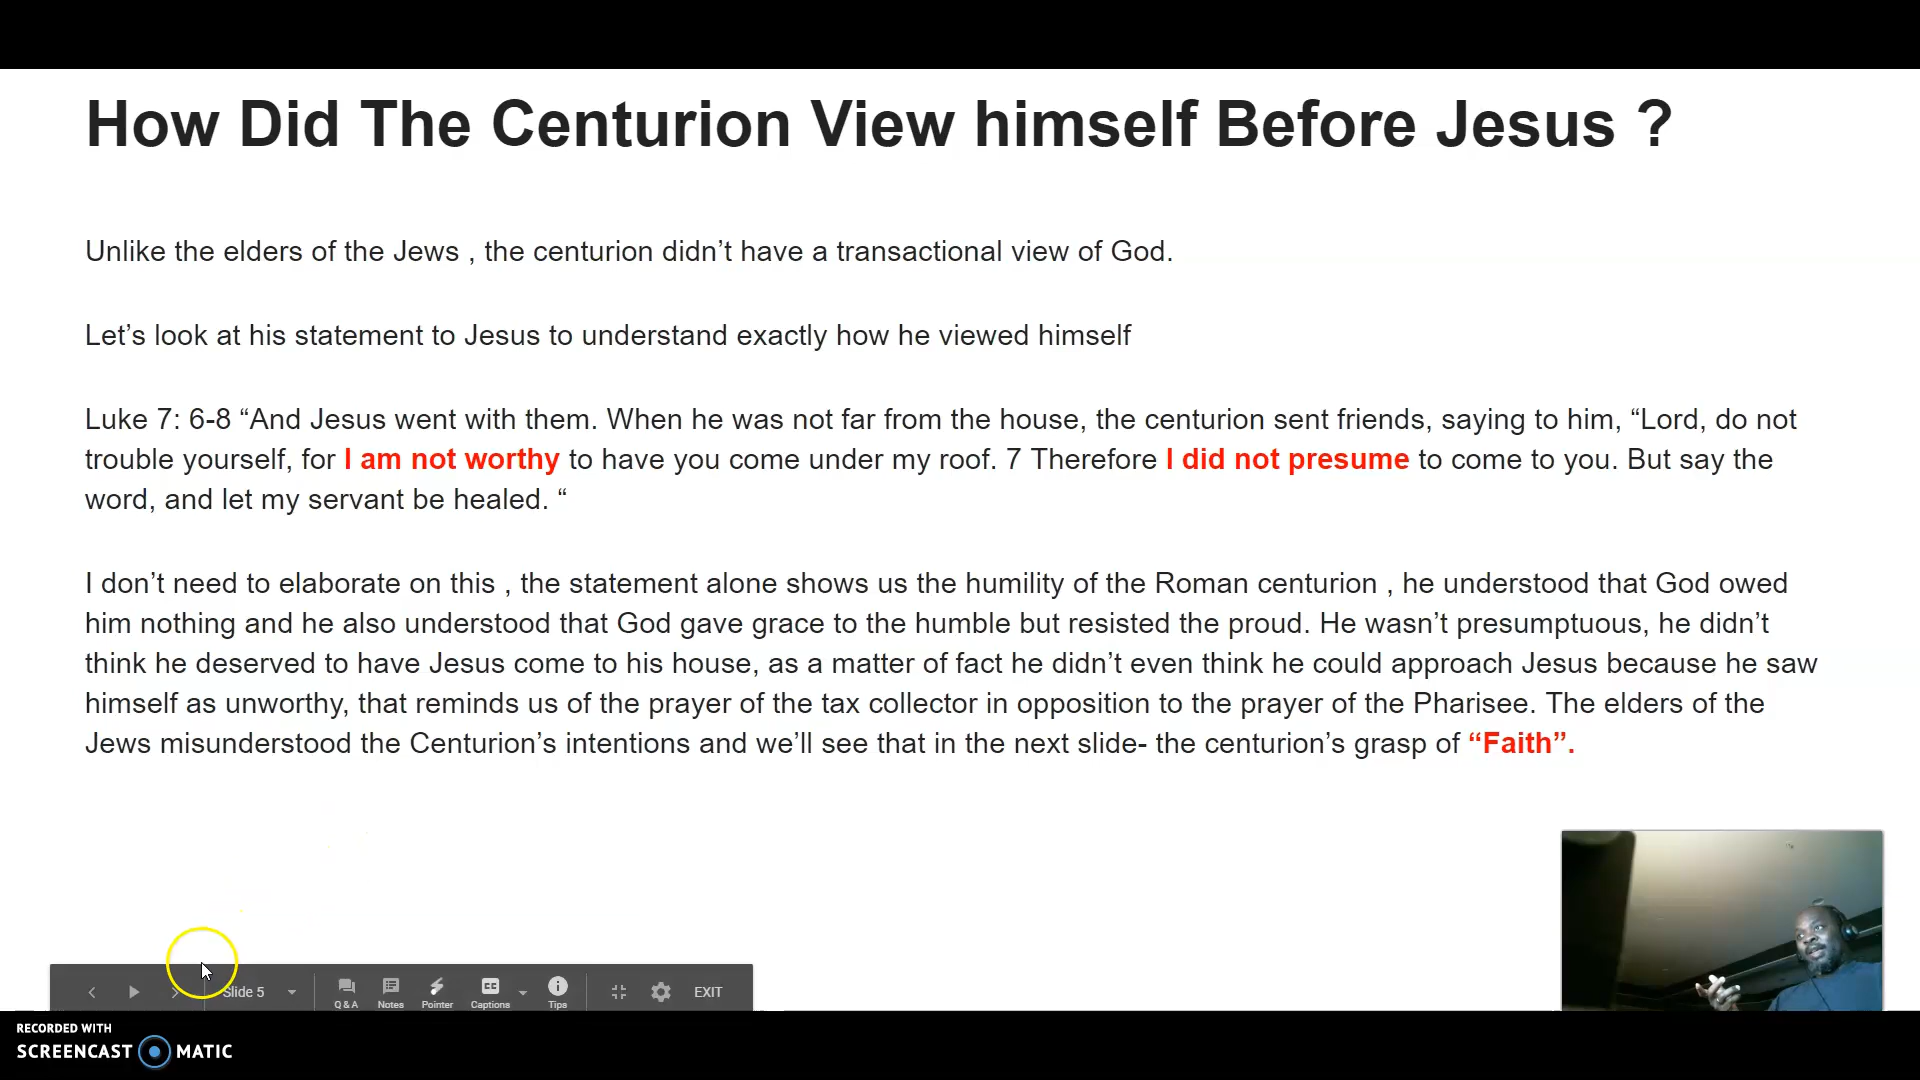 How Did The Centurion View himself Before Jesus ?
Unlike the elders of the Jews , the centurion didn’t have a transactional view of God.
Let’s look at his statement to Jesus to understand exactly how he viewed himself
Luke 7: 6-8 “And Jesus went with them. When he was not far from the house, the centurion sent friends, saying to him, “Lord, do not
trouble yourself, for I am not worthy to have you come under my roof. 7 Therefore I did not presume to come to you. But say the
word, and let my servant be healed. “
I don’t need to elaborate on this , the statement alone shows us the humility of the Roman centurion , he understood that God owed
him nothing and he also understood that God gave grace to the humble but resisted the proud. He wasn’t presumptuous, he didn’t
think he deserved to have Jesus come to his house, as a matter of fact he didn’t even think he could approach Jesus because he saw
himself as unworthy, that reminds us of the prayer of the tax collector in opposition to the prayer of the Pharisee. The elders of the
Jews misunderstood the Centurion’s intentions and we’ll see that in the next slide- the centurion’s grasp of “Faith”.
Slide 5
Q & A
Notes
Pointer
CC
Captions
Tips
EXIT
RECORDED WITH
SCREENCAST MATIC